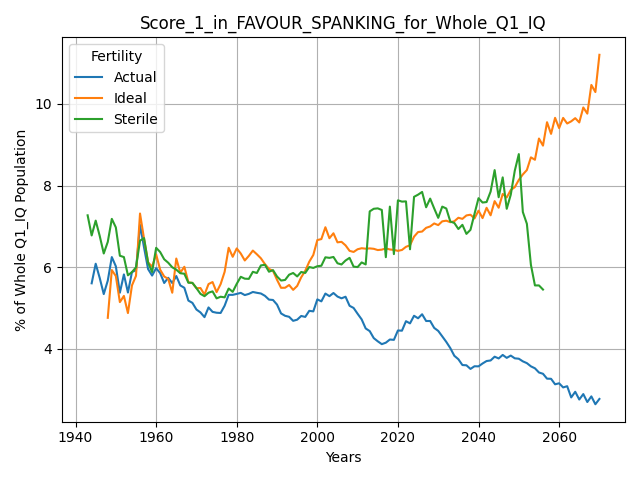 Score_1_in_FAVOUR_SPANKING_for_Whole_Q1_IQ
Fertility
Actual
Ideal
Sterile
% of Whole Q1_IQ Population
10
8
6
4
1940 1960 1980 2000 2020 2040 2060
Years